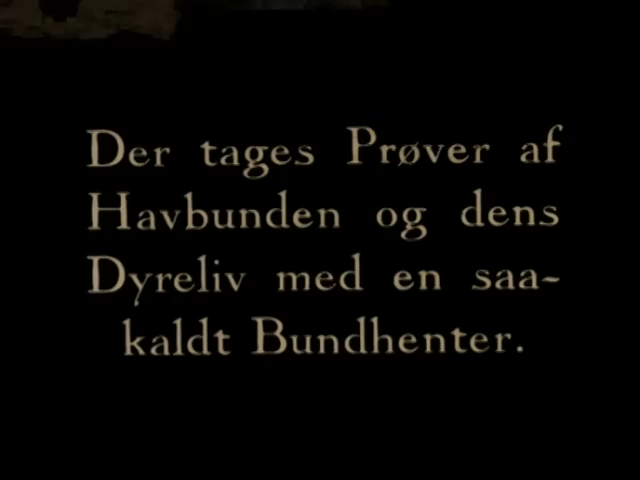 Der tages Prøver af
Havbunden og dens
Dyreliv med en saa-
kaldt Bundhenter.